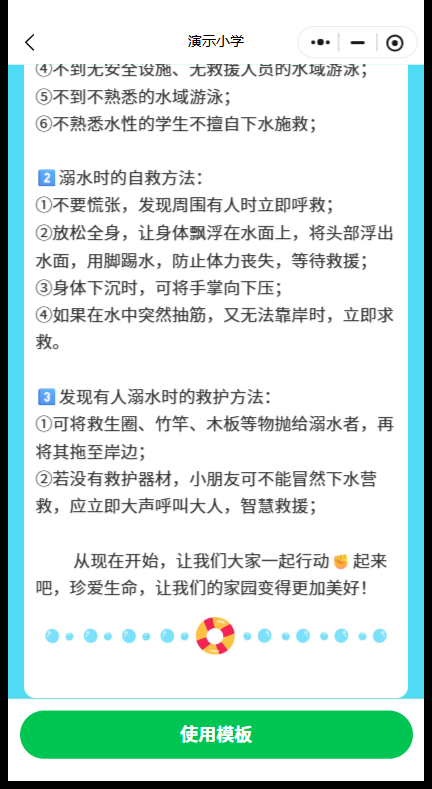 演示小学
④不到无安全设施、无救援人员的水域游泳；
⑤不到不熟悉的水域游泳；
⑥不熟悉水性的学生不擅自下水施救；
2 溺水时的自救方法：
①不要慌张，发现周围有人时立即呼救；
②放松全身，让身体飘浮在水面上，将头部浮出
水面，用脚踢水，防止体力丧失，等待救援；
③身体下沉时，可将手掌向下压；
④如果在水中突然抽筋，又无法靠岸时，立即求
救。
3 发现有人溺水时的救护方法：
①可将救生圈、竹竿、木板等物抛给溺水者，再
将其拖至岸边；
②若没有救护器材，小朋友可不能冒然下水营
救，应立即大声呼叫大人，智慧救援；
从现在开始，让我们大家一起行动✊起来
吧，珍爱生命，让我们的家园变得更加美好！
使用模板